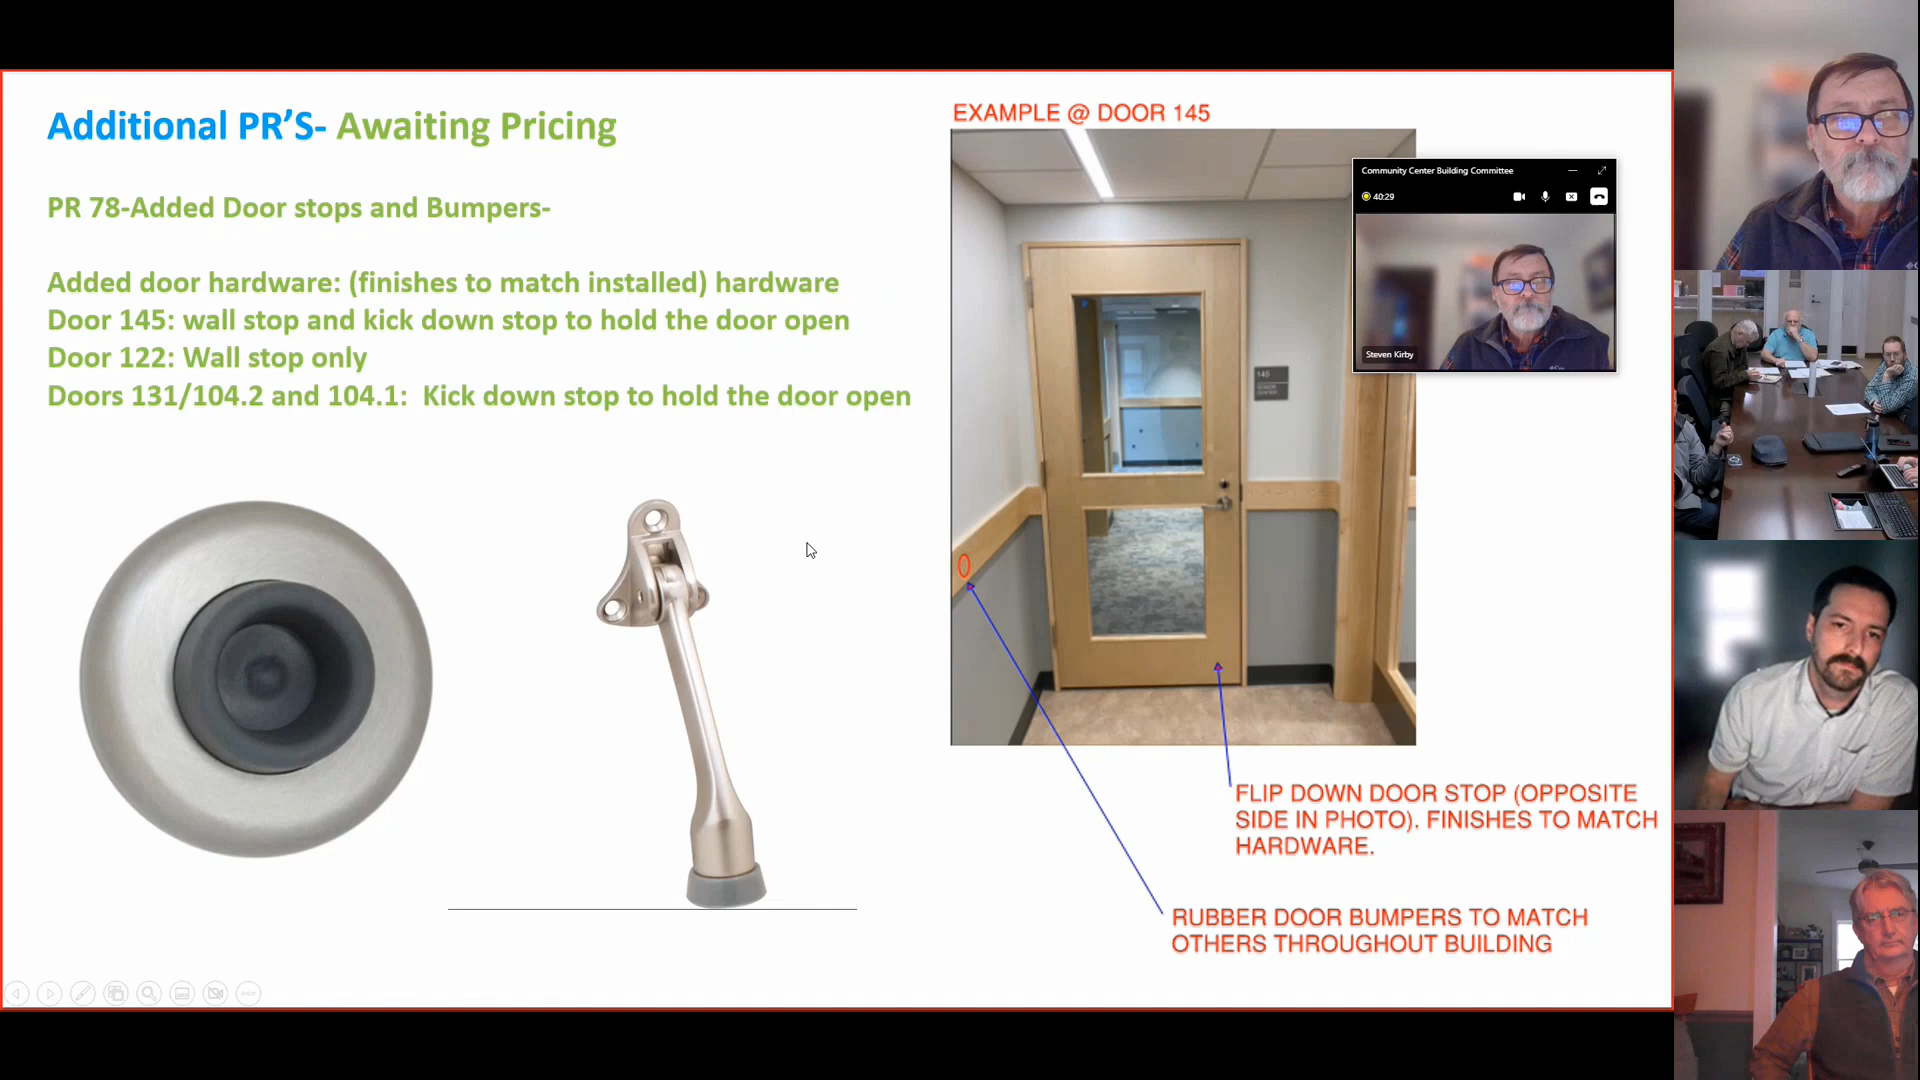 Additional PR'S- Awaiting Pricing
PR 78-Added Door stops and Bumpers-
Added door hardware: (finishes to match installed) hardware
Door 145: wall stop and kick down stop to hold the door open
Door 122: Wall stop only
Doors 131/104.2 and 104.1: Kick down stop to hold the door open
EXAMPLE @ DOOR 145
Community Center Building Committee
40:29
Steven Kirby
145
SENIOR
CENTER
FLIP DOWN DOOR STOP (OPPOSITE
SIDE IN PHOTO). FINISHES TO MATCH
HARDWARE.
RUBBER DOOR BUMPERS TO MATCH
OTHERS THROUGHOUT BUILDING